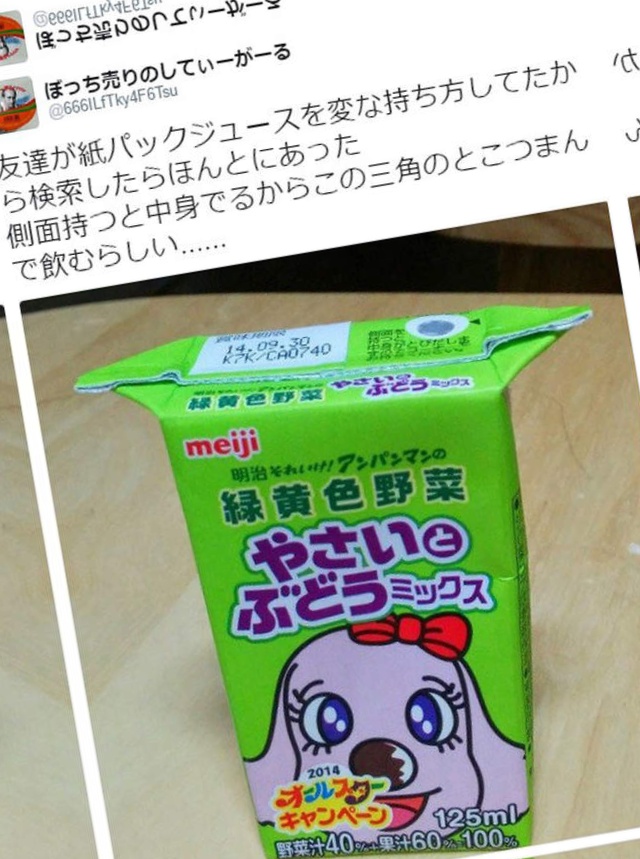 ぼっち売りのしてぃーがーる
@666ILfTky4F6Tsu
友達が紙パックジュースを変な持ち方してたか
ら検索したらほんとにあった
側面持つと中身でるからこの三角のとこつまん
で飲むらしい……
賞味期限
14.09.30
K7K/CA0740
側面を
緑黄色野菜 やさいとぶどうミックス
meiji
明治それいけ!アンパンマンの
緑黄色野菜
やさいと
ぶどうミックス
2014
オールスター
キャンペーン
125ml
野菜汁40%+果汁60%=100%